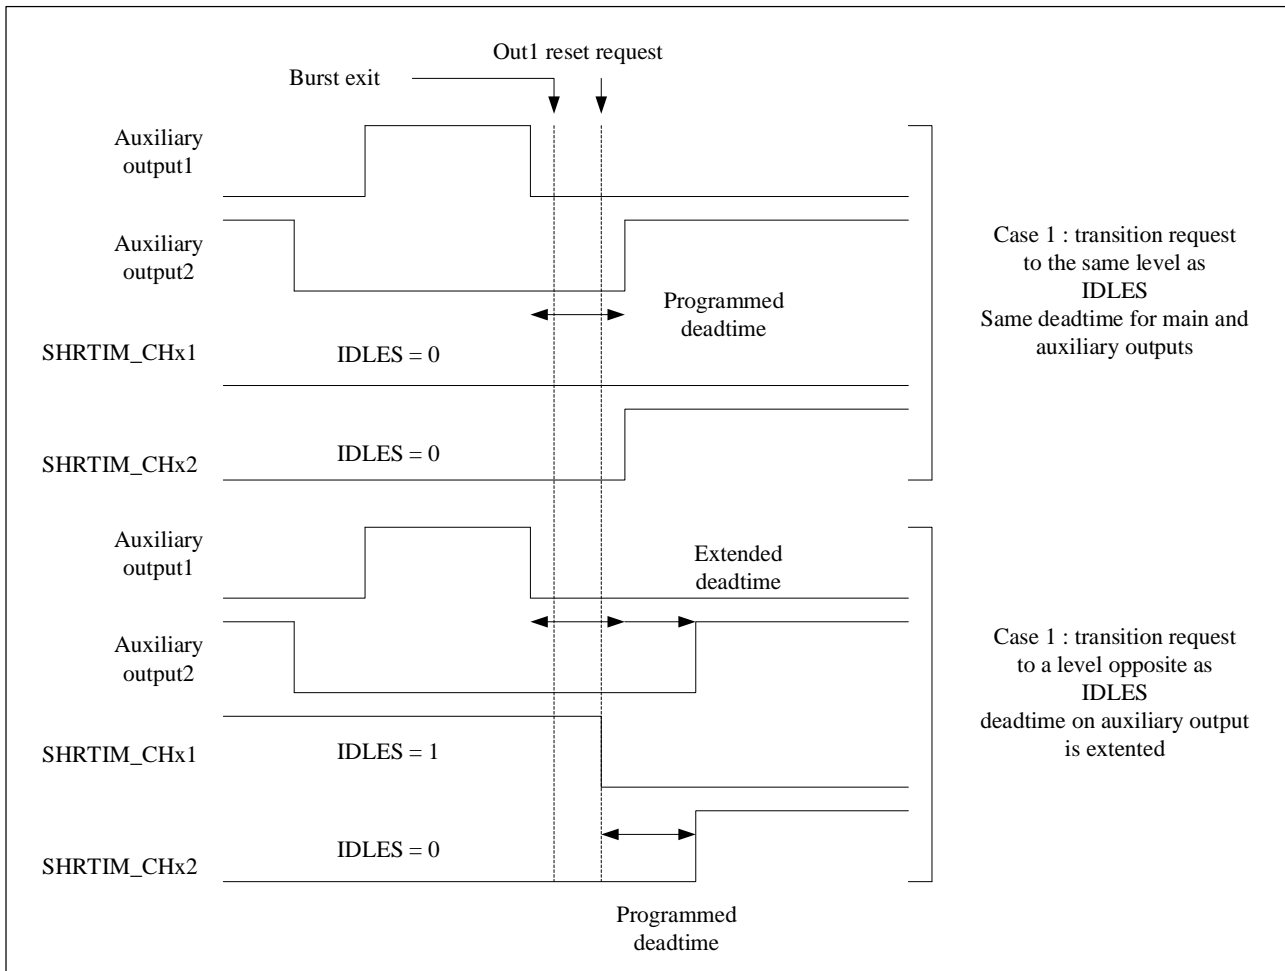 Out1 reset request
Burst exit
Auxiliary
output1
Auxiliary
output2
Programmed
deadtime
SHRTIM_CHx1
IDLES = 0
SHRTIM_CHx2
IDLES = 0
Case 1 : transition request
to the same level as
IDLES
Same deadtime for main and
auxiliary outputs
Auxiliary
output1
Extended
deadtime
Auxiliary
output2
SHRTIM_CHx1
IDLES = 1
SHRTIM_CHx2
IDLES = 0
Programmed
deadtime
Case 1 : transition request
to a level opposite as
IDLES
deadtime on auxiliary output
is extented